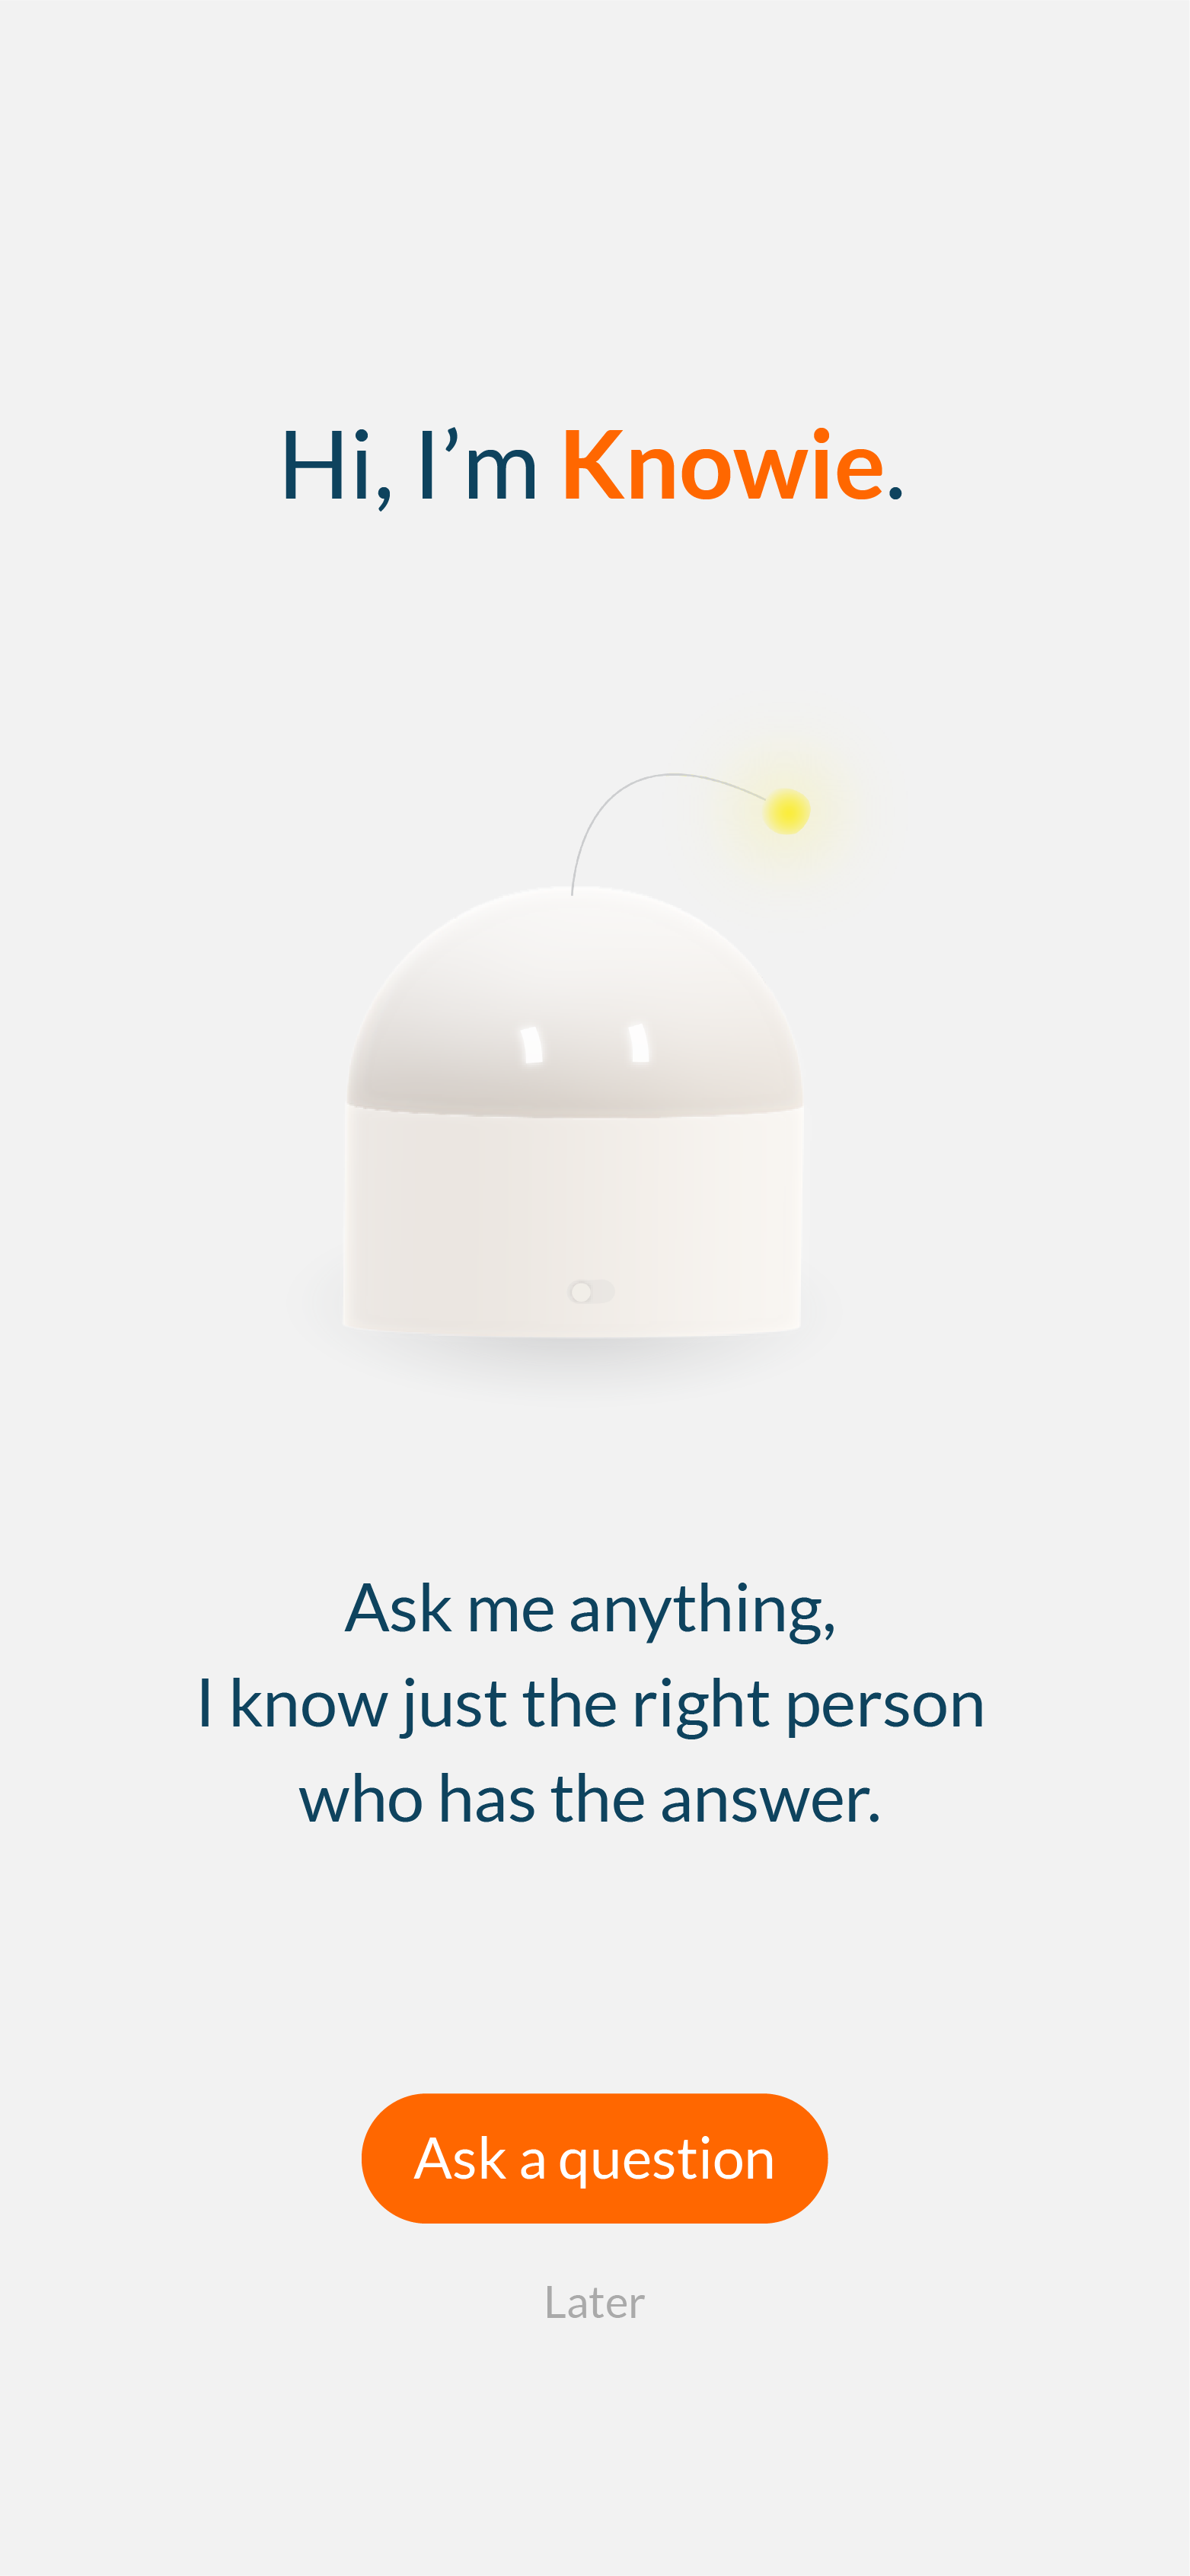 Hi, I’m Knowie.
Ask me anything,
I know just the right person
who has the answer.
Ask a question
Later